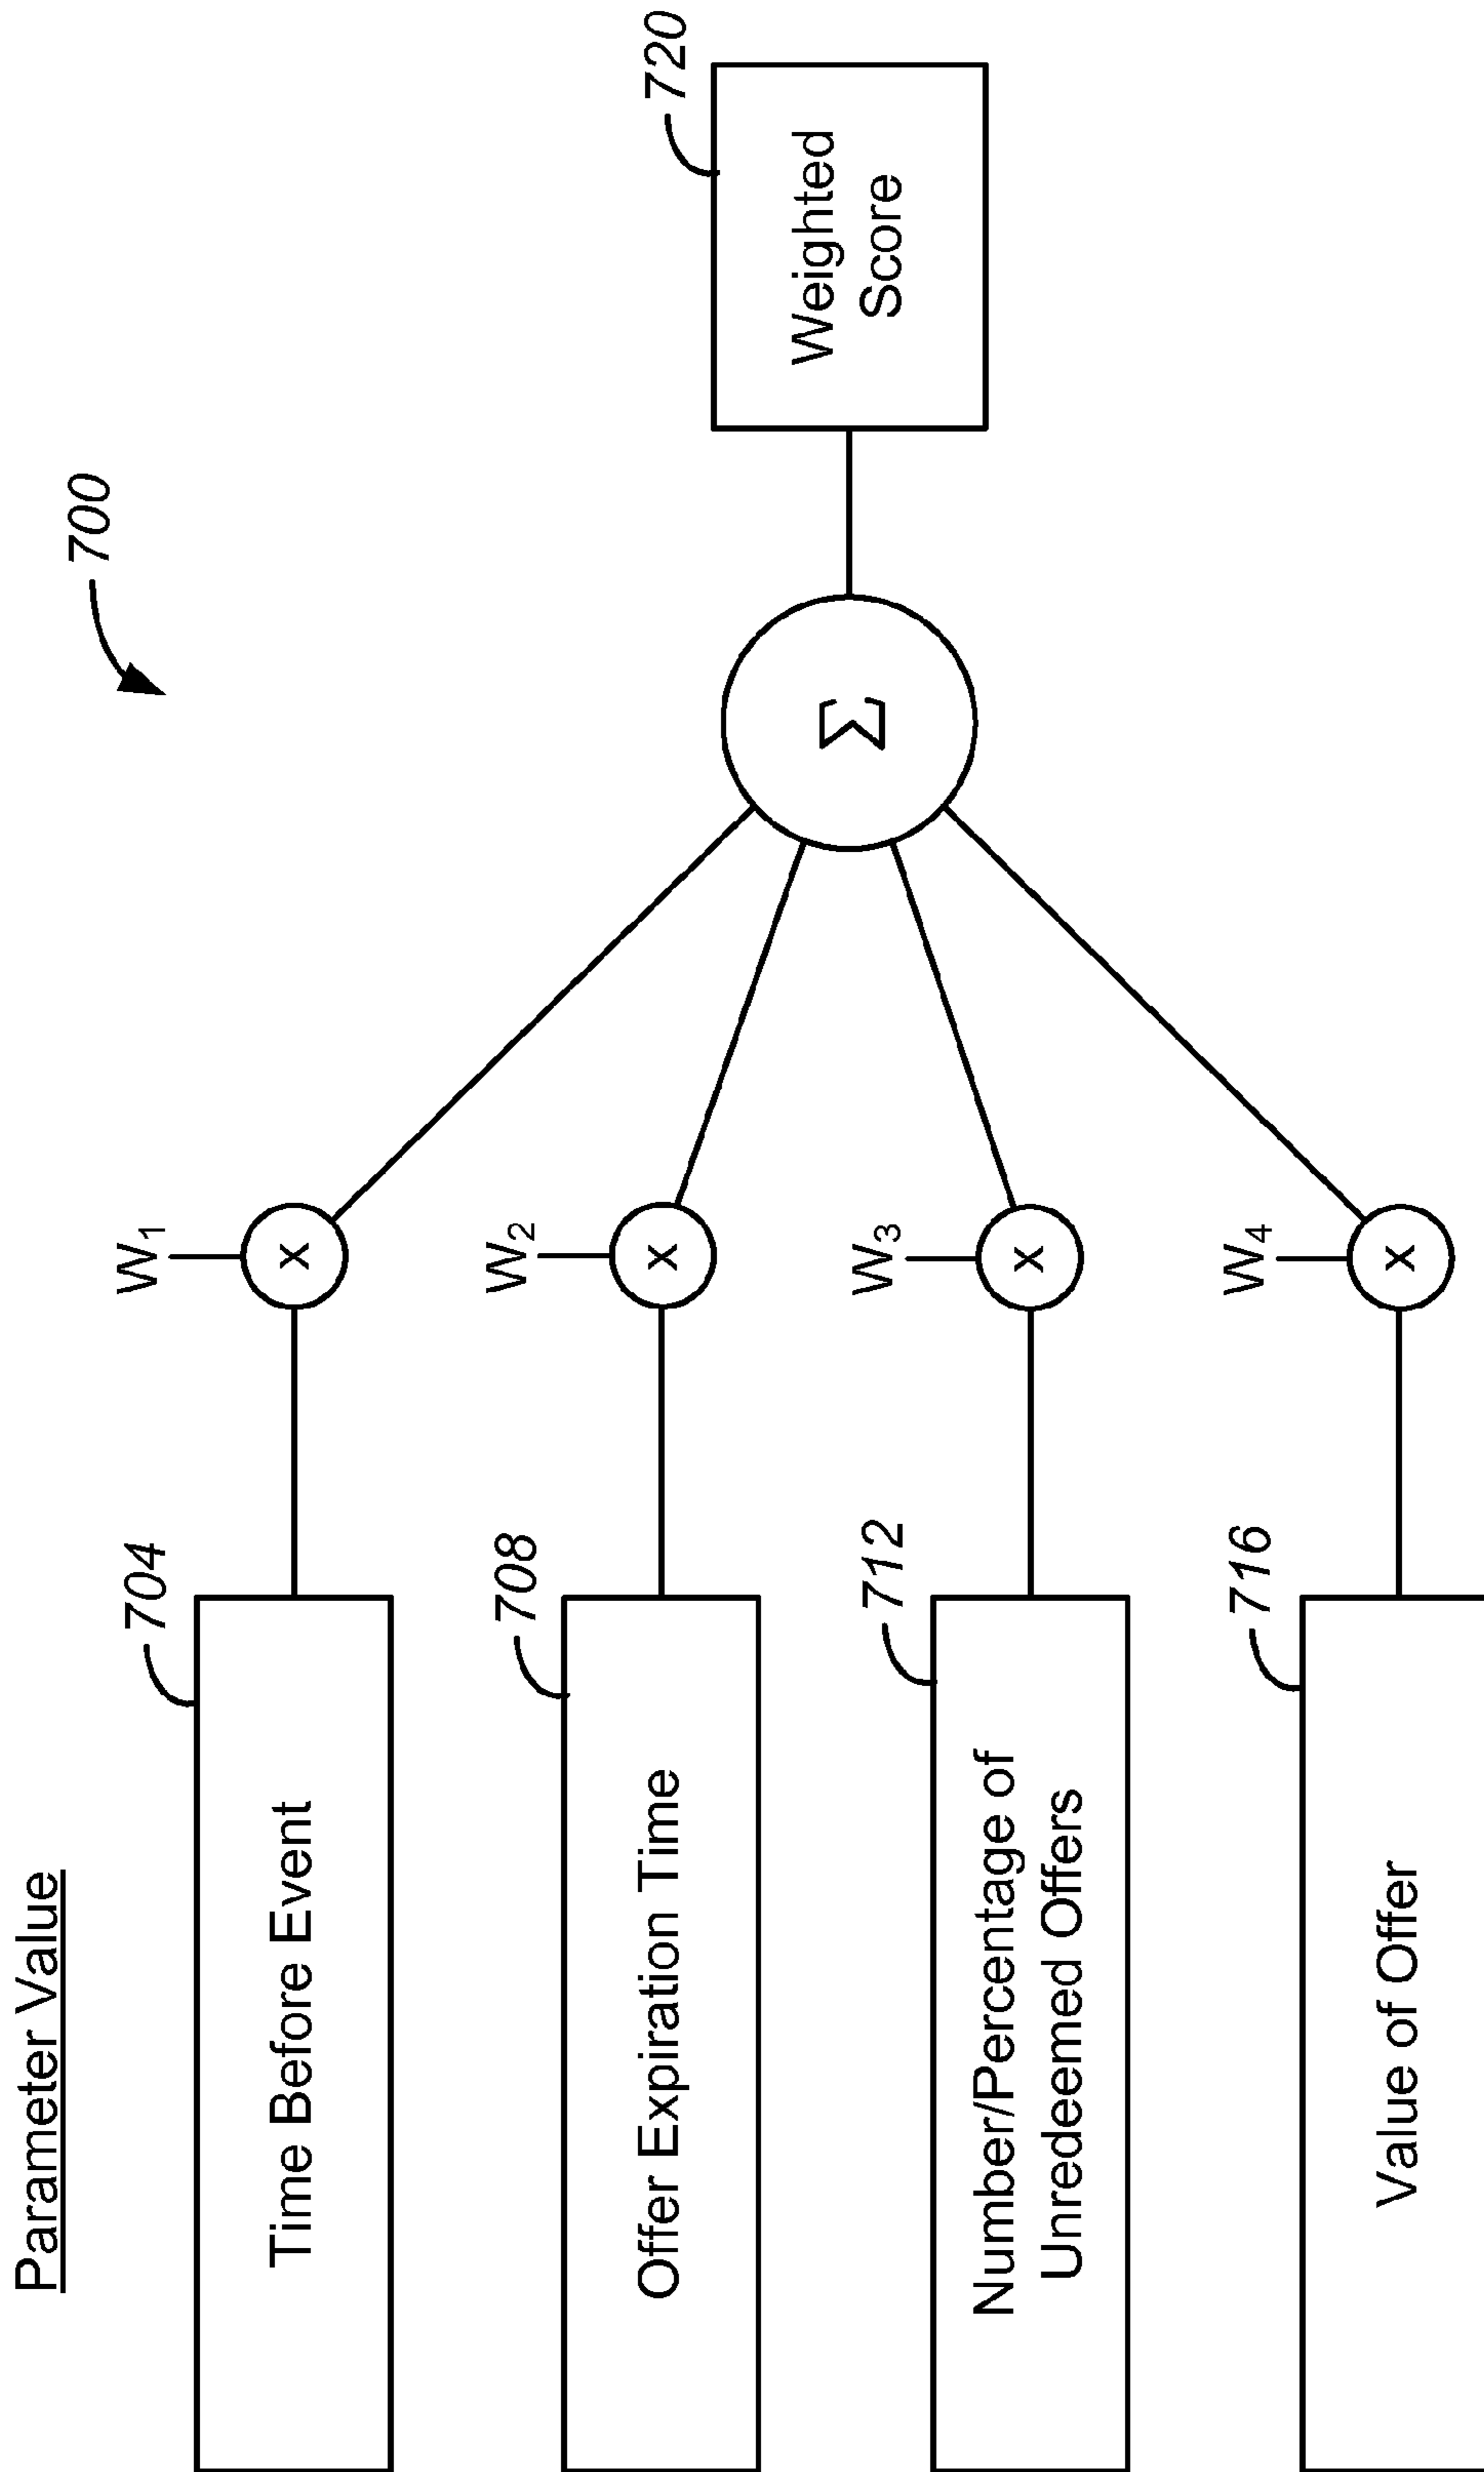 700
Parameter Value
704
Time Before Event
W1
x
708
Offer Expiration Time
W2
x
Σ
720
Weighted
Score
712
Number/Percentage of
Unredeemed Offers
W3
x
716
Value of Offer
W4
x